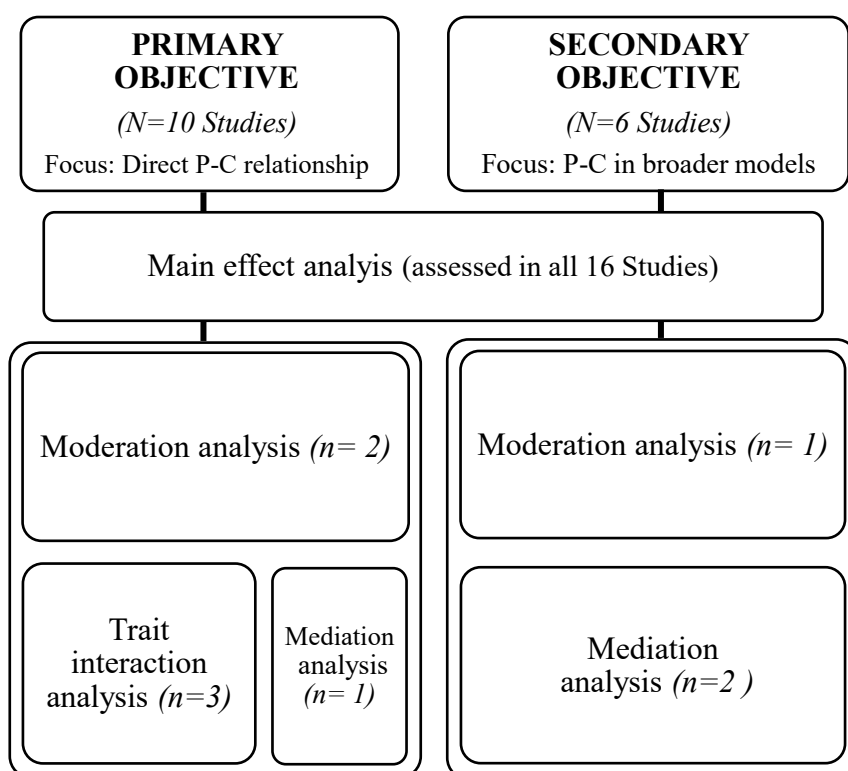 PRIMARY
OBJECTIVE
(N=10 Studies)
Focus: Direct P-C relationship
SECONDARY
OBJECTIVE
(N=6 Studies)
Focus: P-C in broader models
Main effect analyis (assessed in all 16 Studies)
Moderation analysis (n= 2)
Moderation analysis (n= 1)
Trait
interaction
analysis (n=3)
Mediation
analysis
(n= 1)
Mediation
analysis (n=2 )